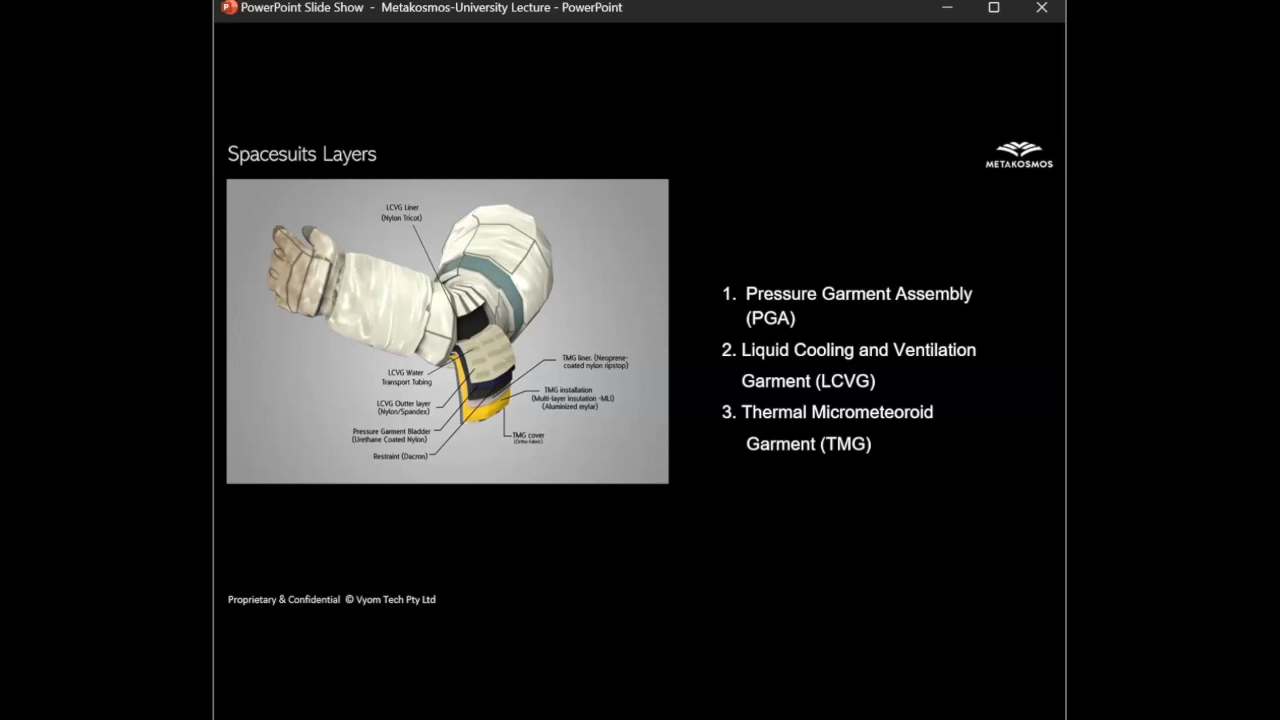 PowerPoint Slide Show - Metakosmos-University Lecture - PowerPoint
Spacesuits Layers
METAKOSMOS
LCVG Liner
(Nylon Tricot)
TMG liner. (Neoprene-
coated nylon ripstop)
LCVG Water
Transport Tubing
TMG installation
(Multi-layer insulation -MLI)
(Aluminized mylar)
LCVG Outter layer
(Nylon/Spandex)
Pressure Garment Bladder
(Urethane Coated Nylon)
TMG cover
(Ortho-Fabric)
Restraint (Dacron)
1. Pressure Garment Assembly
(PGA)
2. Liquid Cooling and Ventilation
Garment (LCVG)
3. Thermal Micrometeoroid
Garment (TMG)
Proprietary & Confidential © Vyom Tech Pty Ltd